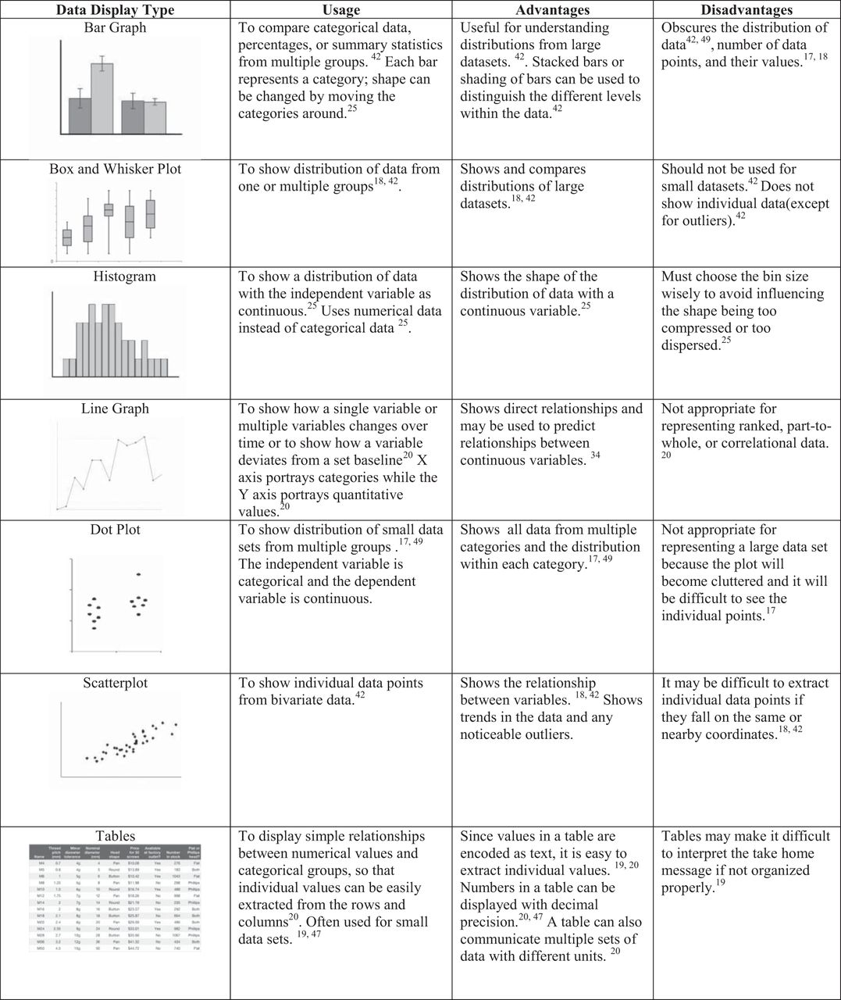 Data Display Type
Usage
Advantages
Disadvantages
Bar Graph
To compare categorical data,
percentages, or summary statistics
from multiple groups. 42 Each bar
represents a category; shape can
be changed by moving the
categories around.25
Useful for understanding
distributions from large
datasets. 42. Stacked bars or
shading of bars can be used to
distinguish the different levels
within the data.42
Obscures the distribution of
data42, 49, number of data
points, and their values.17, 18
Box and Whisker Plot
0
To show distribution of data from
one or multiple groups18, 42.
Shows and compares
distributions of large
datasets.18, 42
Should not be used for
small datasets.42 Does not
show individual data(except
for outliers).42
Histogram
To show a distribution of data
with the independent variable as
continuous.25 Uses numerical data
instead of categorical data 25.
Shows the shape of the
distribution of data with a
continuous variable.25
Must choose the bin size
wisely to avoid influencing
the shape being too
compressed or too
dispersed.25
Line Graph
To show how a single variable or
multiple variables changes over
time or to show how a variable
deviates from a set baseline20 X
axis portrays categories while the
Y axis portrays quantitative
values.20
Shows direct relationships and
may be used to predict
relationships between
continuous variables. 34
Not appropriate for
representing ranked, part-to-
whole, or correlational data.
20
Dot Plot
To show distribution of small data
sets from multiple groups .17, 49
The independent variable is
categorical and the dependent
variable is continuous.
Shows all data from multiple
categories and the distribution
within each category.17, 49
Not appropriate for
representing a large data set
because the plot will
become cluttered and it will
be difficult to see the
individual points.17
Scatterplot
To show individual data points
from bivariate data.42
Shows the relationship
between variables. 18, 42 Shows
trends in the data and any
noticeable outliers.
It may be difficult to extract
individual data points if
they fall on the same or
nearby coordinates.18, 42
Tables
To display simple relationships
between numerical values and
categorical groups, so that
individual values can be easily
extracted from the rows and
columns20. Often used for small
data sets. 19, 47
Since values in a table are
encoded as text, it is easy to
extract individual values. 19, 20
Numbers in a table can be
displayed with decimal
precision.20, 47 A table can also
communicate multiple sets of
data with different units. 20
Tables may make it difficult
to interpret the take home
message if not organized
properly.19